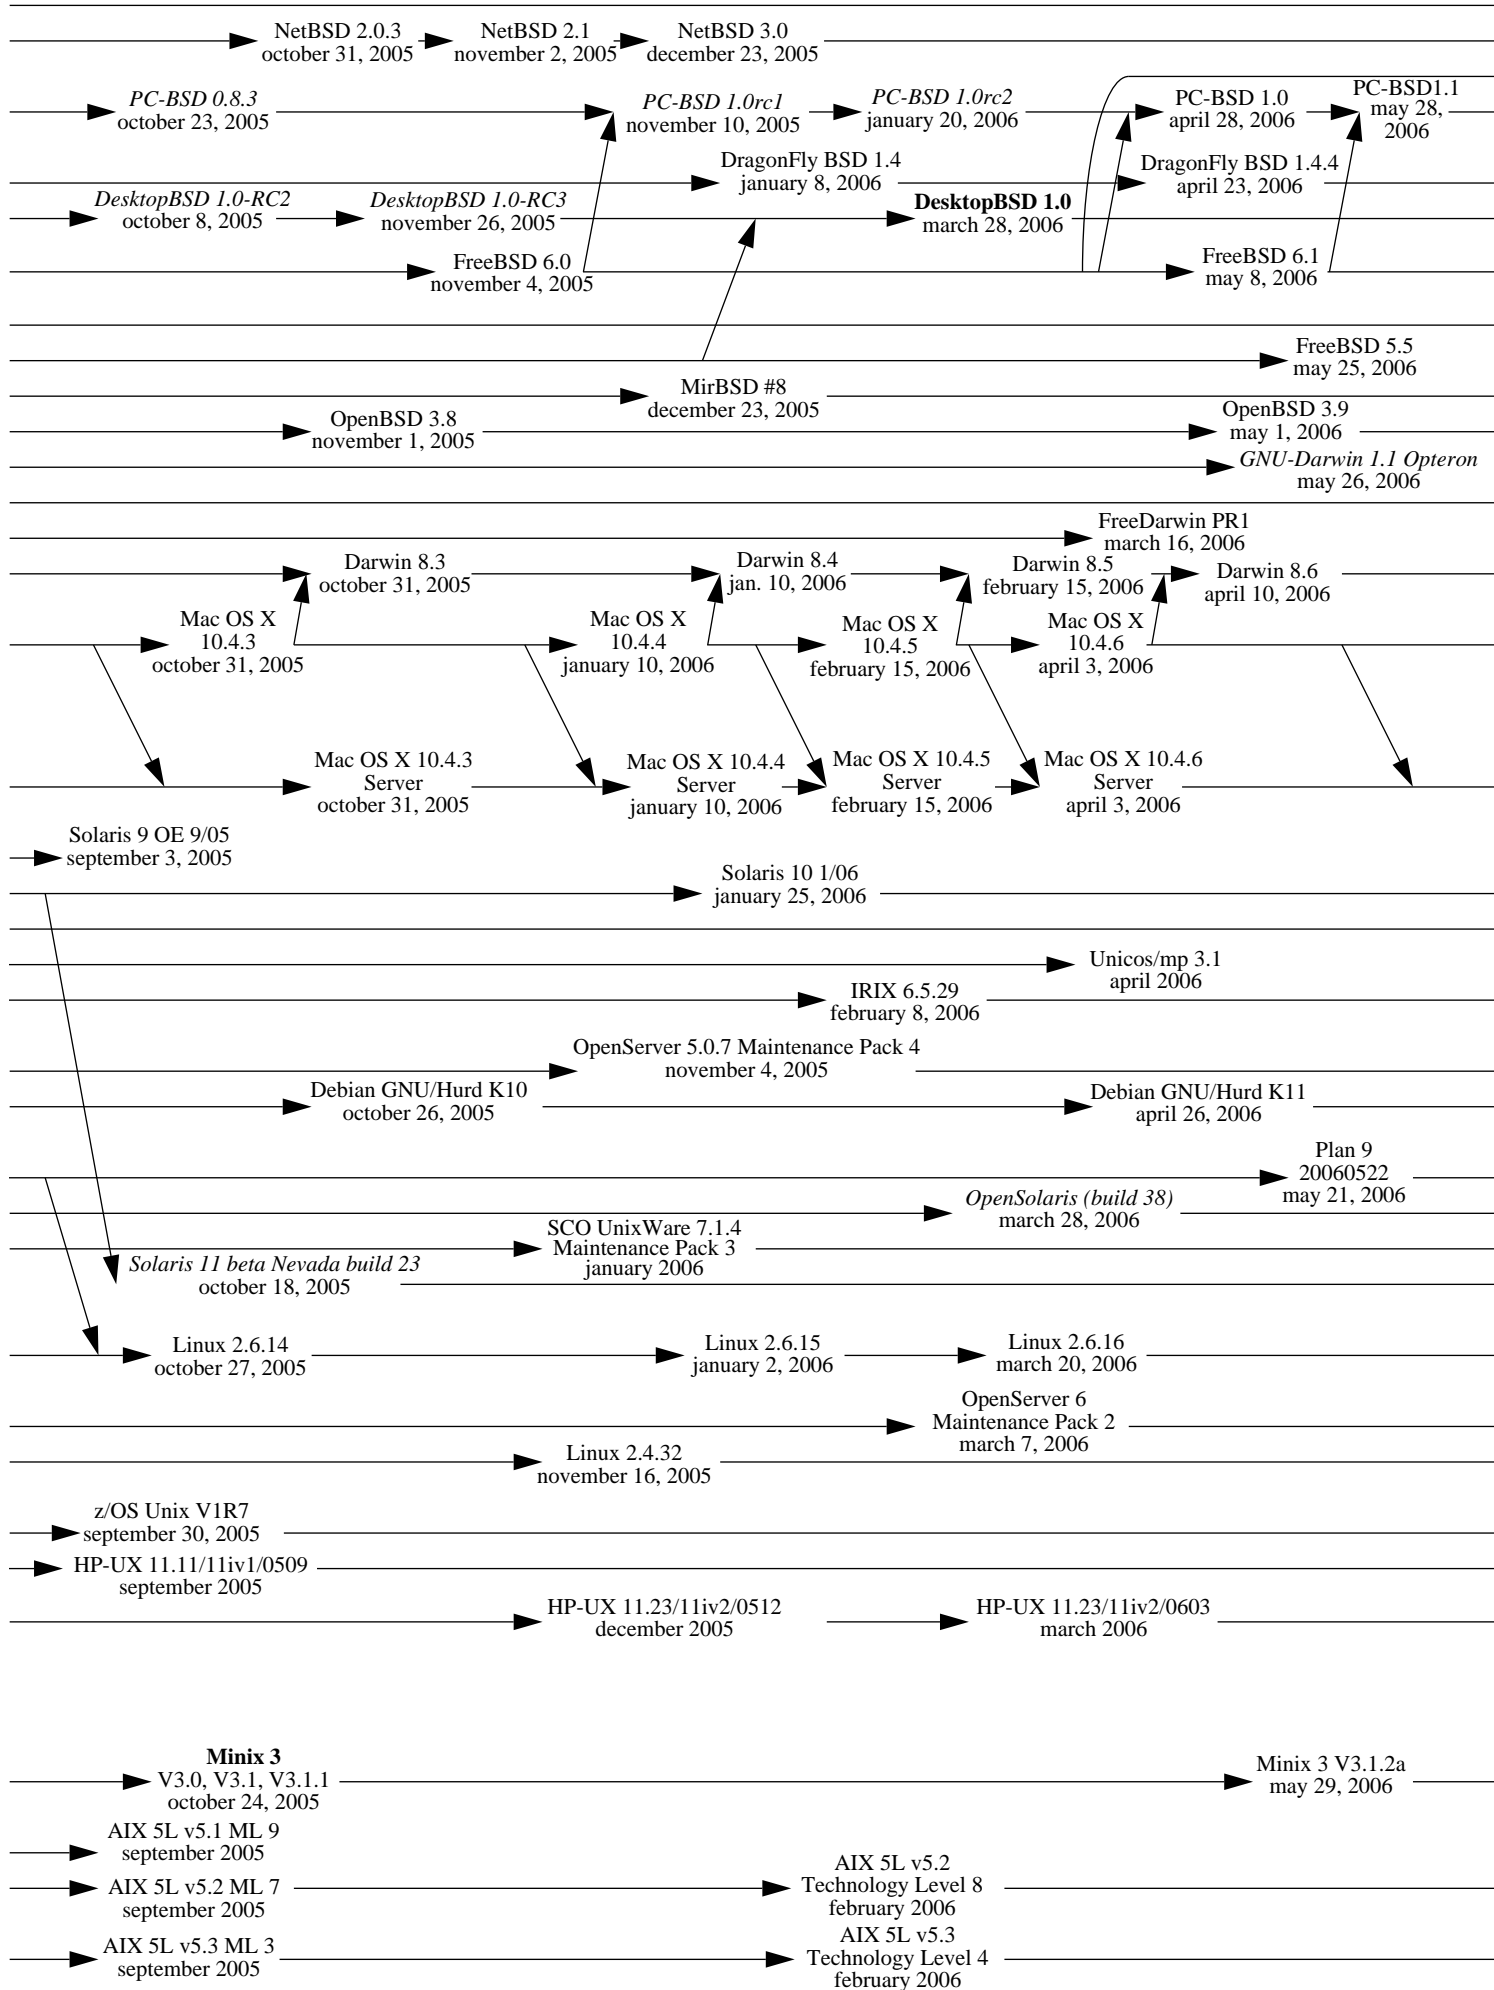 NetBSD 2.0.3
october 31, 2005
NetBSD 2.1
november 2, 2005
NetBSD 3.0
december 23, 2005
PC-BSD 0.8.3
october 23, 2005
PC-BSD 1.0rc1
november 10, 2005
PC-BSD 1.0rc2
january 20, 2006
PC-BSD 1.0
april 28, 2006
PC-BSD1.1
may 28,
2006
DragonFly BSD 1.4
january 8, 2006
DragonFly BSD 1.4.4
april 23, 2006
DesktopBSD 1.0-RC2
october 8, 2005
DesktopBSD 1.0-RC3
november 26, 2005
DesktopBSD 1.0
march 28, 2006
FreeBSD 6.0
november 4, 2005
FreeBSD 6.1
may 8, 2006
FreeBSD 5.5
may 25, 2006
MirBSD #8
december 23, 2005
OpenBSD 3.8
november 1, 2005
OpenBSD 3.9
may 1, 2006
GNU-Darwin 1.1 Opteron
may 26, 2006
FreeDarwin PR1
march 16, 2006
Darwin 8.3
october 31, 2005
Darwin 8.4
jan. 10, 2006
Darwin 8.5
february 15, 2006
Darwin 8.6
april 10, 2006
Mac OS X
10.4.3
october 31, 2005
Mac OS X
10.4.4
january 10, 2006
Mac OS X
10.4.5
february 15, 2006
Mac OS X
10.4.6
april 3, 2006
Mac OS X 10.4.3
Server
october 31, 2005
Mac OS X 10.4.4
Server
january 10, 2006
Mac OS X 10.4.5
Server
february 15, 2006
Mac OS X 10.4.6
Server
april 3, 2006
Solaris 9 OE 9/05
september 3, 2005
Solaris 10 1/06
january 25, 2006
Unicos/mp 3.1
april 2006
IRIX 6.5.29
february 8, 2006
OpenServer 5.0.7 Maintenance Pack 4
november 4, 2005
Debian GNU/Hurd K10
october 26, 2005
Debian GNU/Hurd K11
april 26, 2006
Plan 9
20060522
may 21, 2006
OpenSolaris (build 38)
march 28, 2006
SCO UnixWare 7.1.4
Maintenance Pack 3
january 2006
Solaris 11 beta Nevada build 23
october 18, 2005
Linux 2.6.14
october 27, 2005
Linux 2.6.15
january 2, 2006
Linux 2.6.16
march 20, 2006
OpenServer 6
Maintenance Pack 2
march 7, 2006
Linux 2.4.32
november 16, 2005
z/OS Unix V1R7
september 30, 2005
HP-UX 11.11/11iv1/0509
september 2005
HP-UX 11.23/11iv2/0512
december 2005
HP-UX 11.23/11iv2/0603
march 2006
Minix 3
V3.0, V3.1, V3.1.1
october 24, 2005
Minix 3 V3.1.2a
may 29, 2006
AIX 5L v5.1 ML 9
september 2005
AIX 5L v5.2 ML 7
september 2005
AIX 5L v5.2
Technology Level 8
february 2006
AIX 5L v5.3 ML 3
september 2005
AIX 5L v5.3
Technology Level 4
february 2006